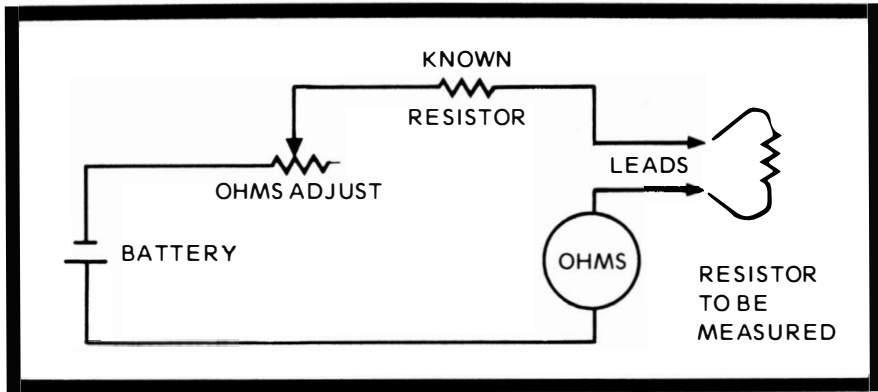 KNOWN
RESISTOR
OHMS ADJUST
LEADS
BATTERY
OHMS
RESISTOR
TO BE
MEASURED